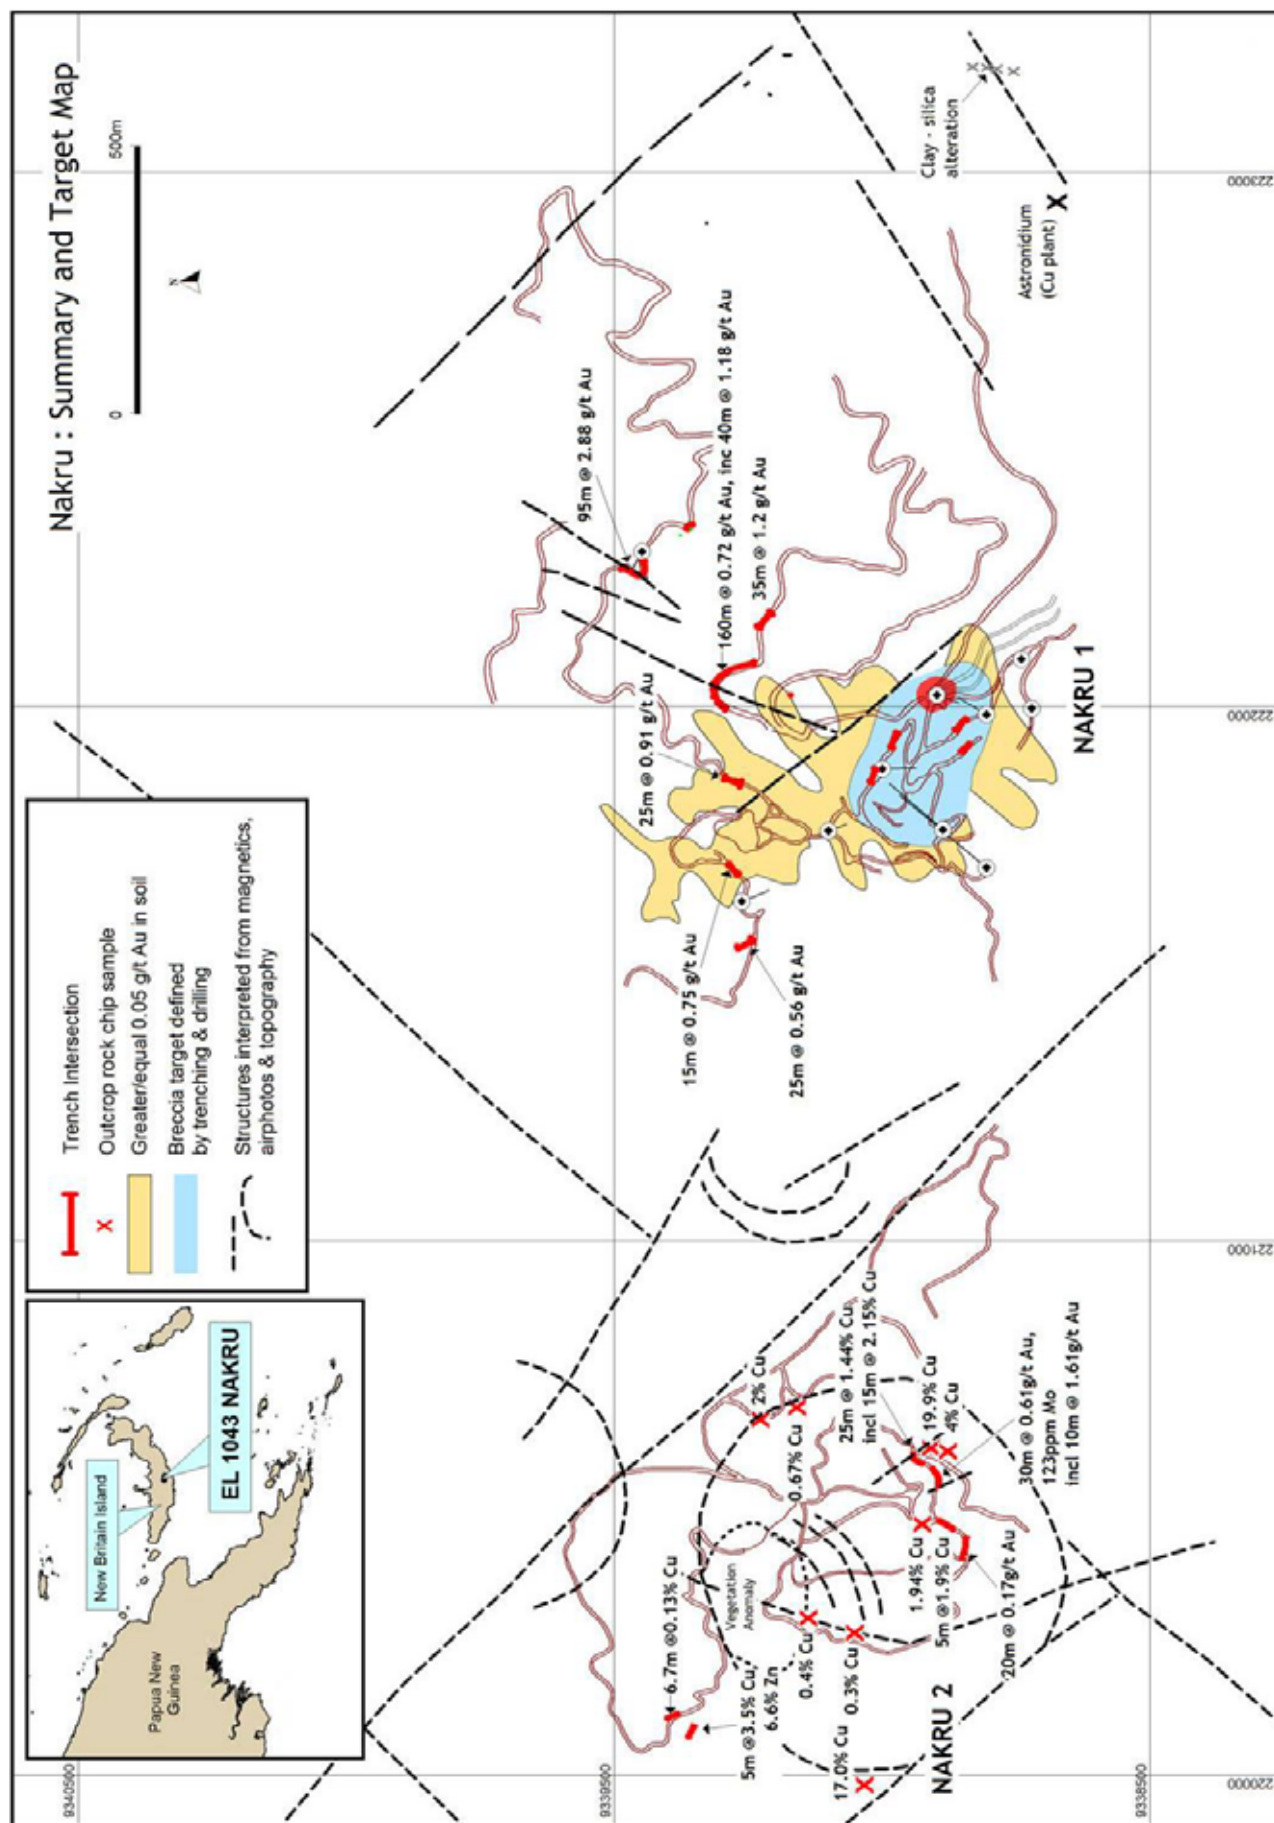 Nakru : Summary and Target Map
0
500m
N
Papua New
Guinea
New Britain Island
EL 1043 NAKRU
Trench Intersection
Outcrop rock chip sample
Greater/equal 0.05 g/t Au in soil
Breccia target defined
by trenching & drilling
Structures interpreted from magnetics,
airphotos & topography
9340500
9339500
9338500
220000
221000
222000
223000
6.7m @0.13% Cu
5m @3.5% Cu,
6.6% Zn
Vegetation
Anomaly
0.4% Cu
0.3% Cu
17.0% Cu
NAKRU 2
2% Cu
0.67% Cu
25m @ 1.44% Cu
incl 15m @ 2.15% Cu
19.9% Cu
4% Cu
1.94% Cu
5m @1.9% Cu
20m @ 0.17g/t Au
30m @ 0.61g/t Au,
123ppm Mo
incl 10m @ 1.61g/t Au
15m @ 0.75 g/t Au
25m @ 0.56 g/t Au
25m @ 0.91 g/t Au
95m @ 2.88 g/t Au
160m @ 0.72 g/t Au, inc 40m @ 1.18 g/t Au
35m @ 1.2 g/t Au
NAKRU 1
Clay - silica
alteration
Astronidium
(Cu plant)